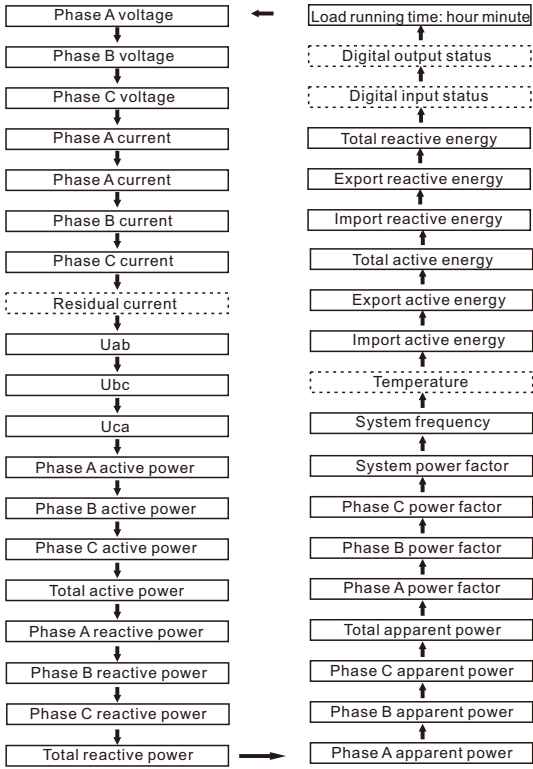 Phase A voltage
Phase B voltage
Phase C voltage
Phase A current
Phase A current
Phase B current
Phase C current
Residual current
Uab
Ubc
Uca
Phase A active power
Phase B active power
Phase C active power
Total active power
Phase A reactive power
Phase B reactive power
Phase C reactive power
Total reactive power
Load running time: hour minute
Digital output status
Digital input status
Total reactive energy
Export reactive energy
Import reactive energy
Total active energy
Export active energy
Import active energy
Temperature
System frequency
System power factor
Phase C power factor
Phase B power factor
Phase A power factor
Total apparent power
Phase C apparent power
Phase B apparent power
Phase A apparent power